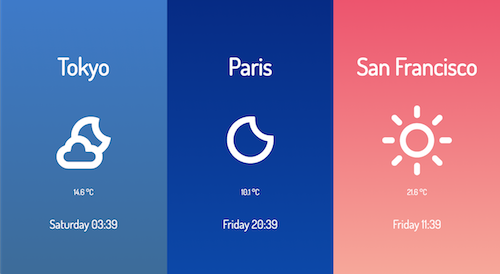 Tokyo
14.6 °C
Saturday 03:39
Paris
10.1 °C
Friday 20:39
San Francisco
21.6 °C
Friday 11:39